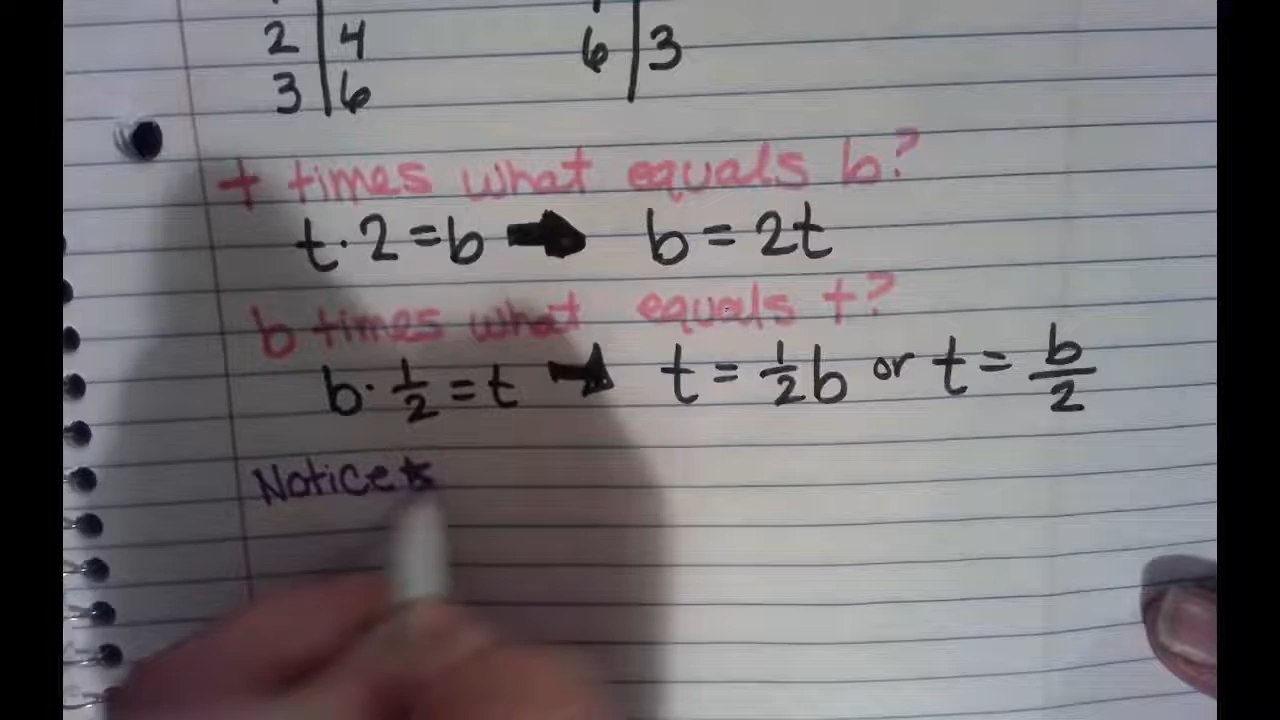 2 | 4 6 | 3
3 | 6
t times what equals b?
t · 2 = b → b = 2t
b times what equals t?
b · 1/2 = t → t = 1/2 b or t = b/2
Notice